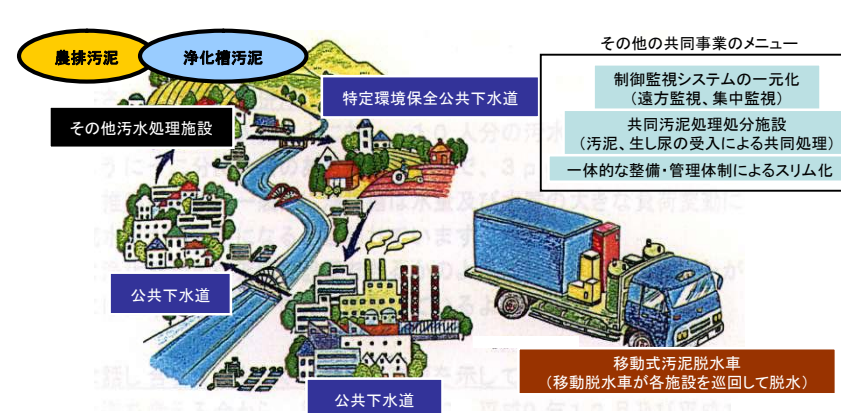 農排汚泥
浄化槽汚泥
その他の共同事業のメニュー
特定環境保全公共下水道
制御監視システムの一元化
（遠方監視、集中監視）
その他汚水処理施設
共同汚泥処理処分施設
（汚泥、生し尿の受入による共同処理）
一体的な整備・管理体制によるスリム化
公共下水道
移動式汚泥脱水車
（移動脱水車が各施設を巡回して脱水）
公共下水道